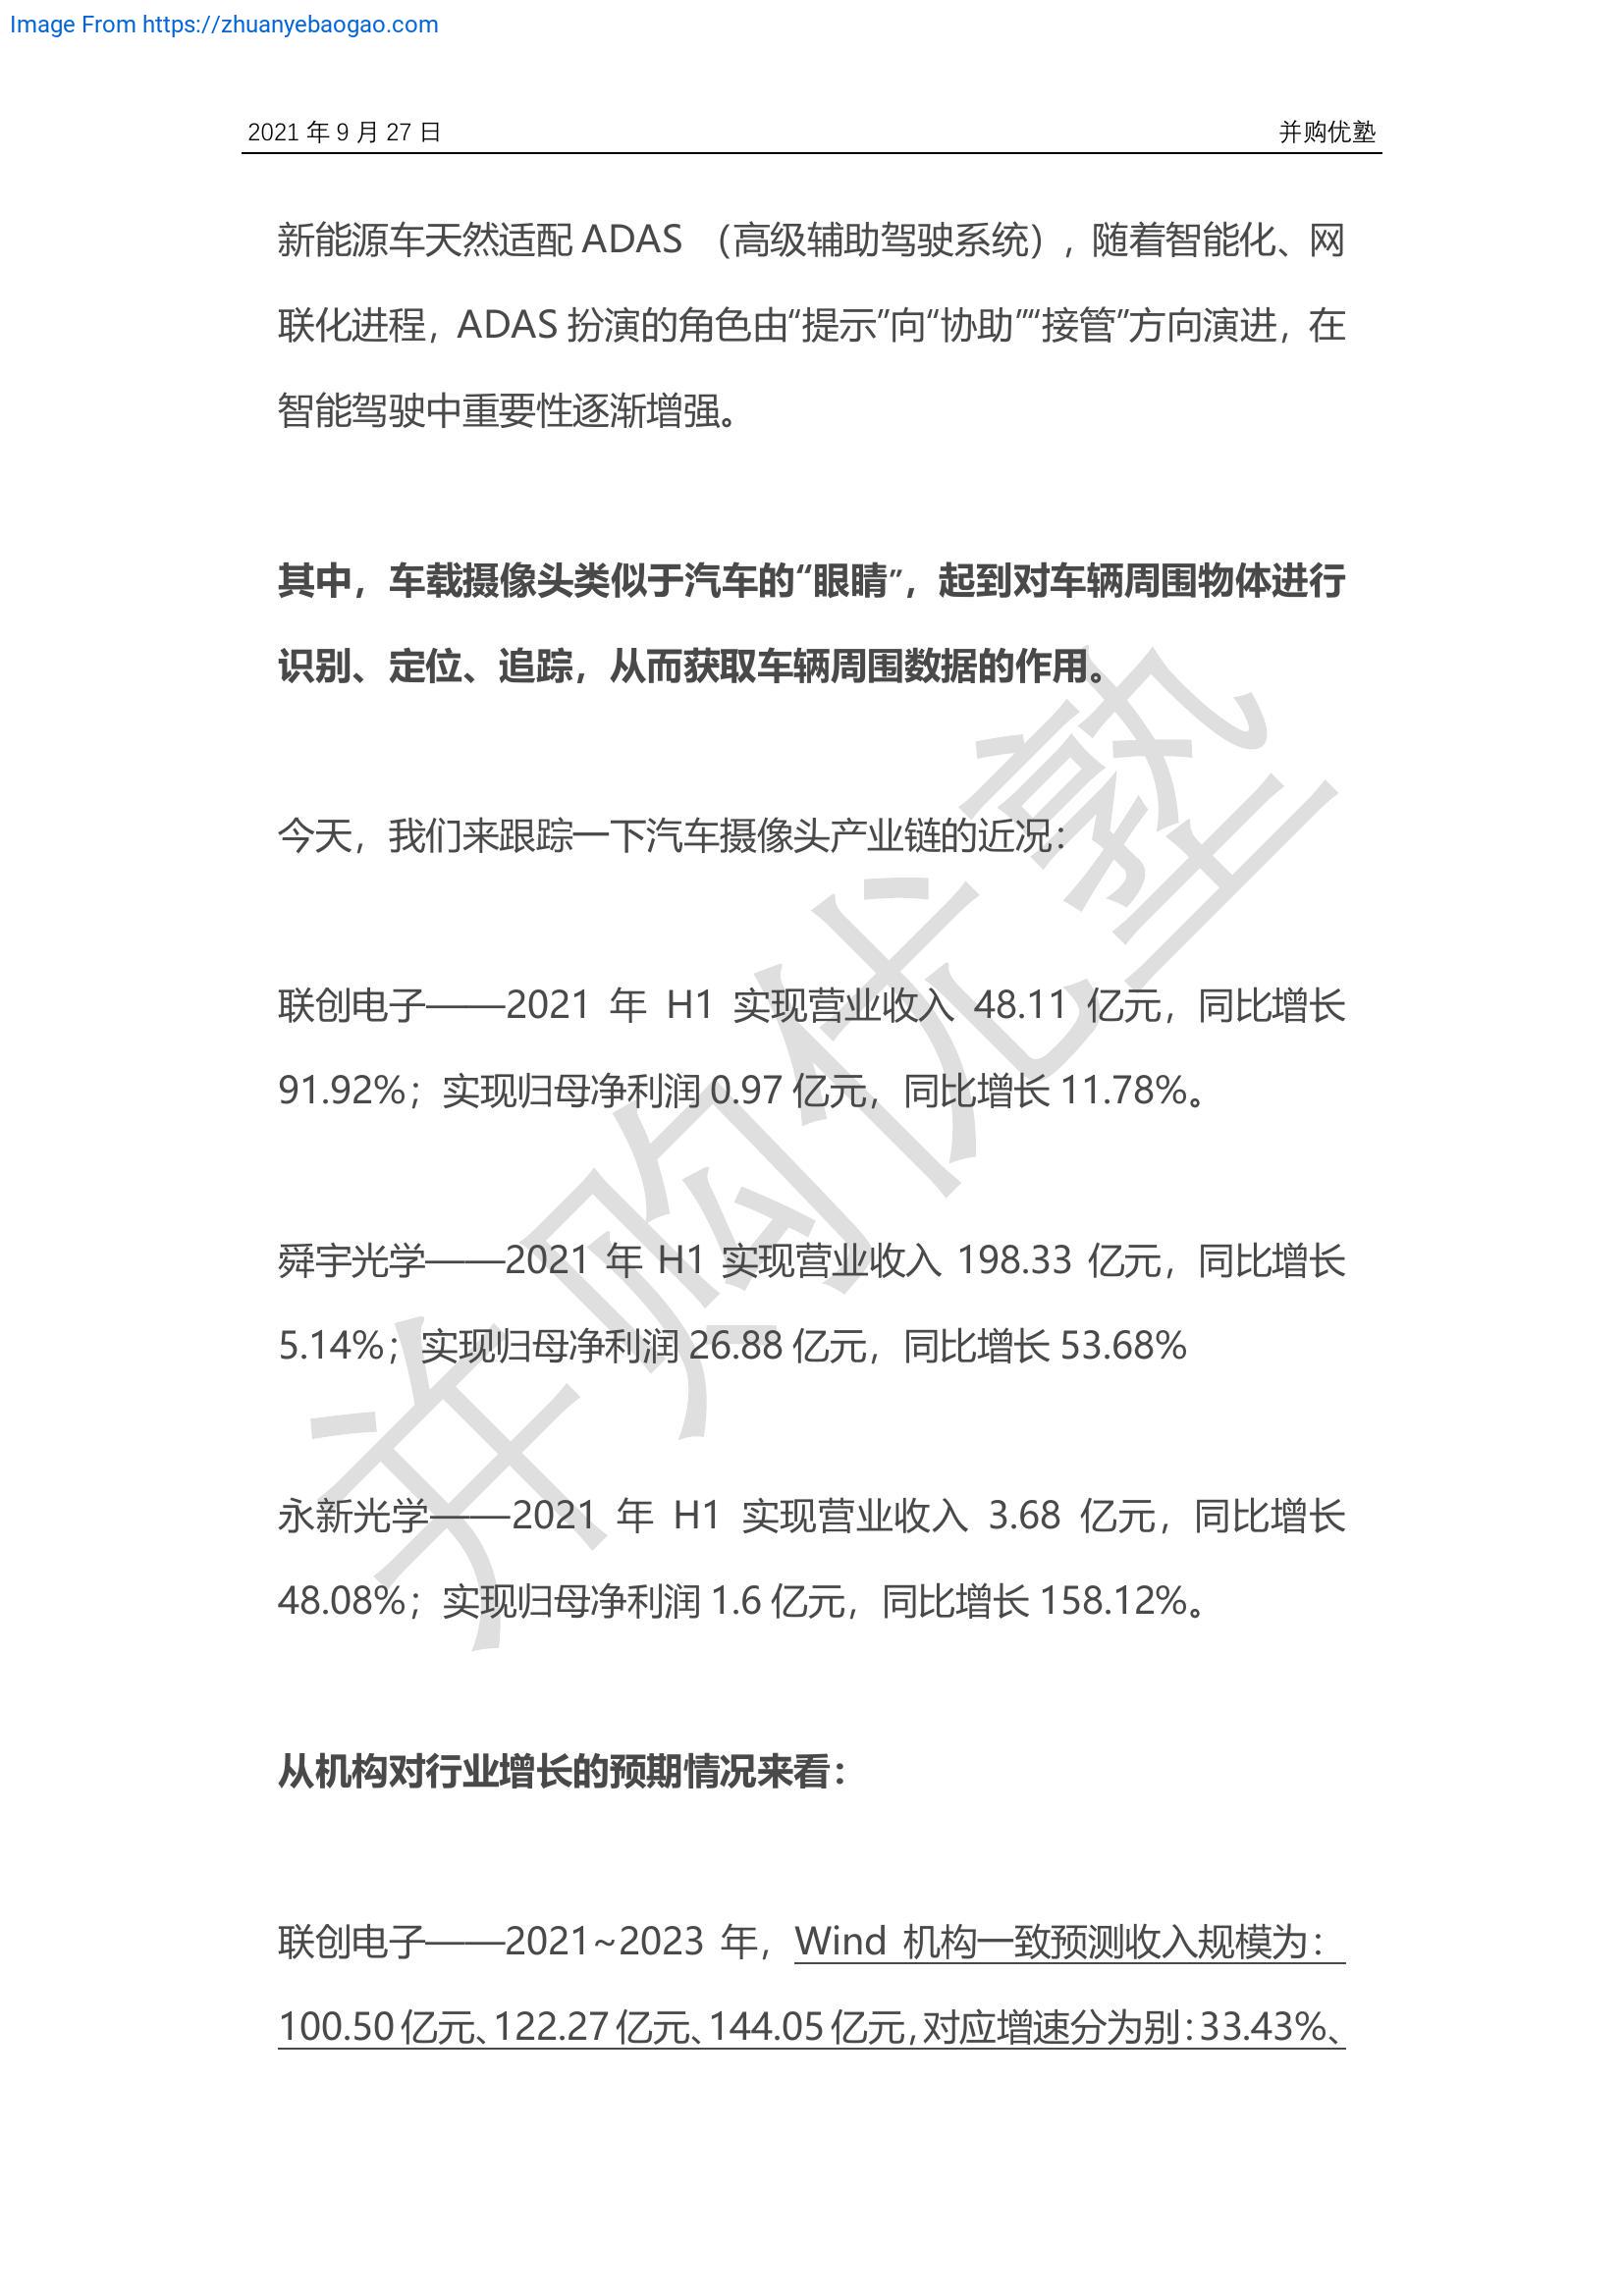 Image From https://zhuanyebaogao.com
2021 年 9 月 27 日 并购优塾
新能源车天然适配 ADAS （高级辅助驾驶系统），随着智能化、网
联化进程，ADAS 扮演的角色由“提示”向“协助”“接管”方向演进，在
智能驾驶中重要性逐渐增强。
其中，车载摄像头类似于汽车的“眼睛”，起到对车辆周围物体进行
识别、定位、追踪，从而获取车辆周围数据的作用。
今天，我们来跟踪一下汽车摄像头产业链的近况：
联创电子——2021 年 H1 实现营业收入 48.11 亿元，同比增长
91.92%；实现归母净利润 0.97 亿元，同比增长 11.78%。
舜宇光学——2021 年 H1 实现营业收入 198.33 亿元，同比增长
5.14%；实现归母净利润 26.88 亿元，同比增长 53.68%
永新光学——2021 年 H1 实现营业收入 3.68 亿元，同比增长
48.08%；实现归母净利润 1.6 亿元，同比增长 158.12%。
从机构对行业增长的预期情况来看：
联创电子——2021~2023 年，Wind 机构一致预测收入规模为：
100.50 亿元、122.27 亿元、144.05 亿元，对应增速分为别：33.43%、
并购优塾